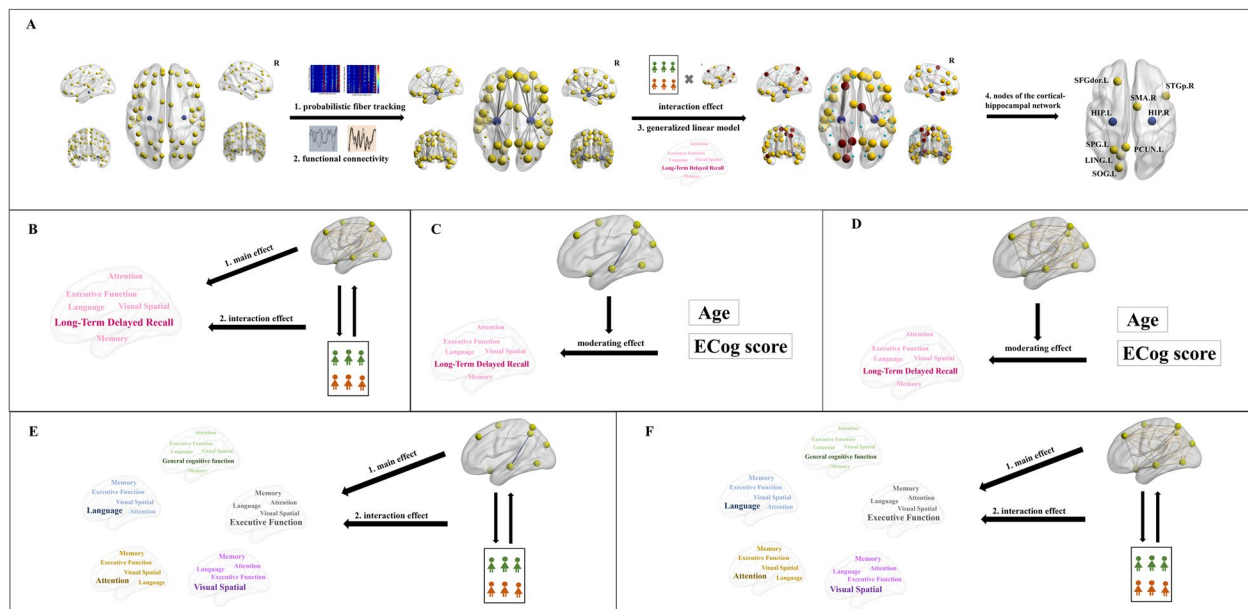 A
R
1. probabilistic fiber tracking
2. functional connectivity
R
interaction effect
3. generalized linear model
Attention
Executive Function
Language Visual Spatial
Long-Term Delayed Recall
Memory
R
4. nodes of the cortical-
hippocampal network
SFGdor.L
STGp.R
SMA.R
HIP.L
HIP.R
SPG.L
PCUN.L
LING.L
SOG.L
B
1. main effect
Attention
Executive Function
Language Visual Spatial
Long-Term Delayed Recall
Memory
2. interaction effect
C
Age
ECog score
moderating effect
Attention
Executive Function
Language Visual Spatial
Long-Term Delayed Recall
Memory
D
Age
ECog score
moderating effect
Attention
Executive Function
Language Visual Spatial
Long-Term Delayed Recall
Memory
E
Attention
Executive Function
Language Visual Spatial
General cognitive function
Memory
1. main effect
Memory
Executive Function
Visual Spatial
Language Attention
Memory
Language Attention
Visual Spatial
Executive Function
2. interaction effect
Memory
Executive Function
Visual Spatial
Attention Language
Memory
Language Attention
Executive Function
Visual Spatial
F
Attention
Executive Function
Language Visual Spatial
General cognitive function
Memory
1. main effect
Memory
Executive Function
Visual Spatial
Language Attention
Memory
Language Attention
Visual Spatial
Executive Function
2. interaction effect
Memory
Executive Function
Visual Spatial
Attention Language
Memory
Language Attention
Executive Function
Visual Spatial